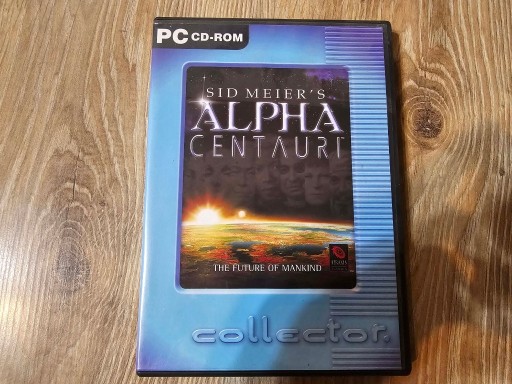 PC CD-ROM
SID MEIER'S
ALPHA
CENTAURI
THE FUTURE OF MANKIND
collector